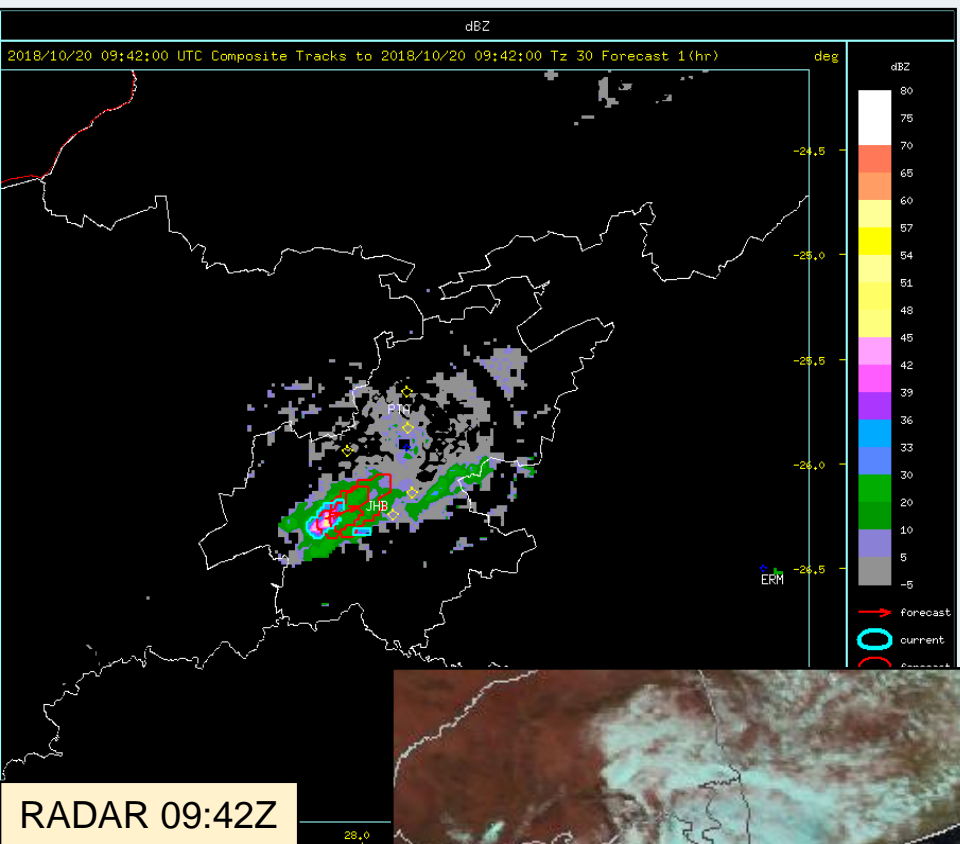 dBZ
2018/10/20 09:42:00 UTC Composite Tracks to 2018/10/20 09:42:00 Tz 30 Forecast 1(hr)
deg
dBZ
80
75
70
65
60
57
54
51
48
45
42
39
36
33
30
20
10
5
-5
-24.5
-25.0
-25.5
-26.0
-26.5
PTA
JHB
ERM
forecast
current
forecast
RADAR 09:42Z
28.0